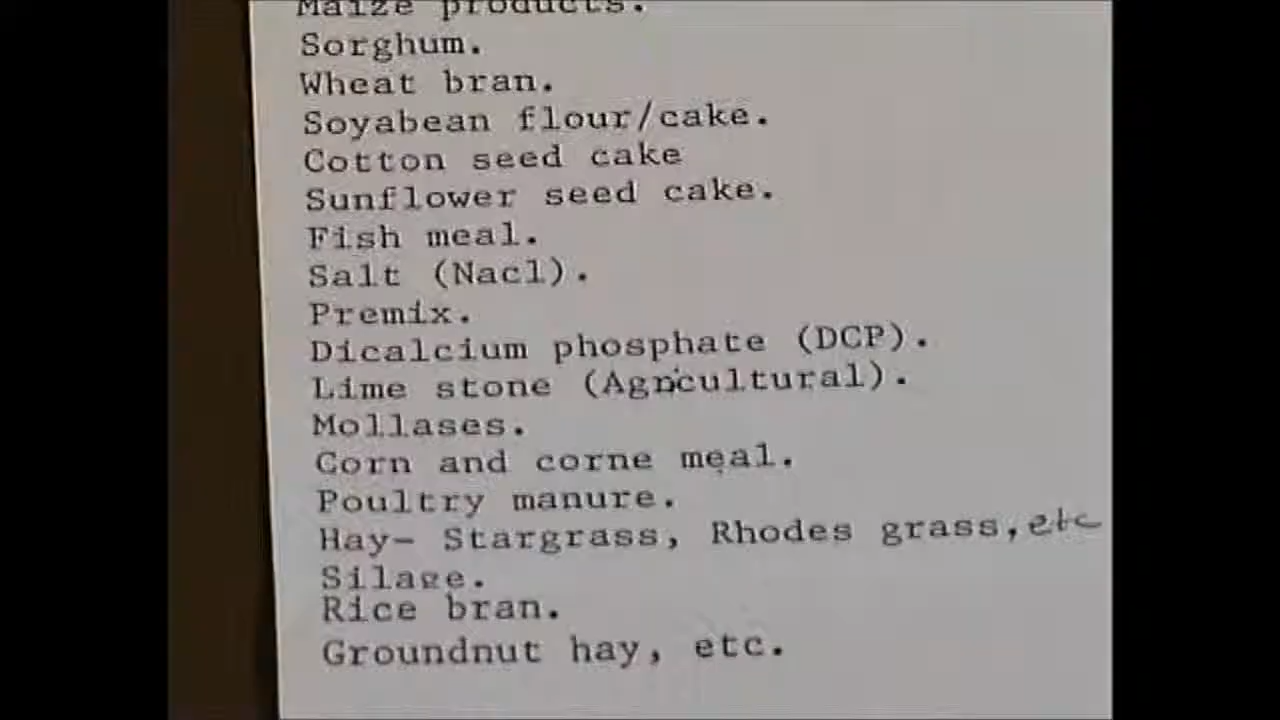 Maize products.
Sorghum.
Wheat bran.
Soyabean flour/cake.
Cotton seed cake
Sunflower seed cake.
Fish meal.
Salt (Nacl).
Premix.
Dicalcium phosphate (DCP).
Lime stone (Agricultural).
Mollases.
Corn and corne meal.
Poultry manure.
Hay- Stargrass, Rhodes grass, etc
Silage.
Rice bran.
Groundnut hay, etc.